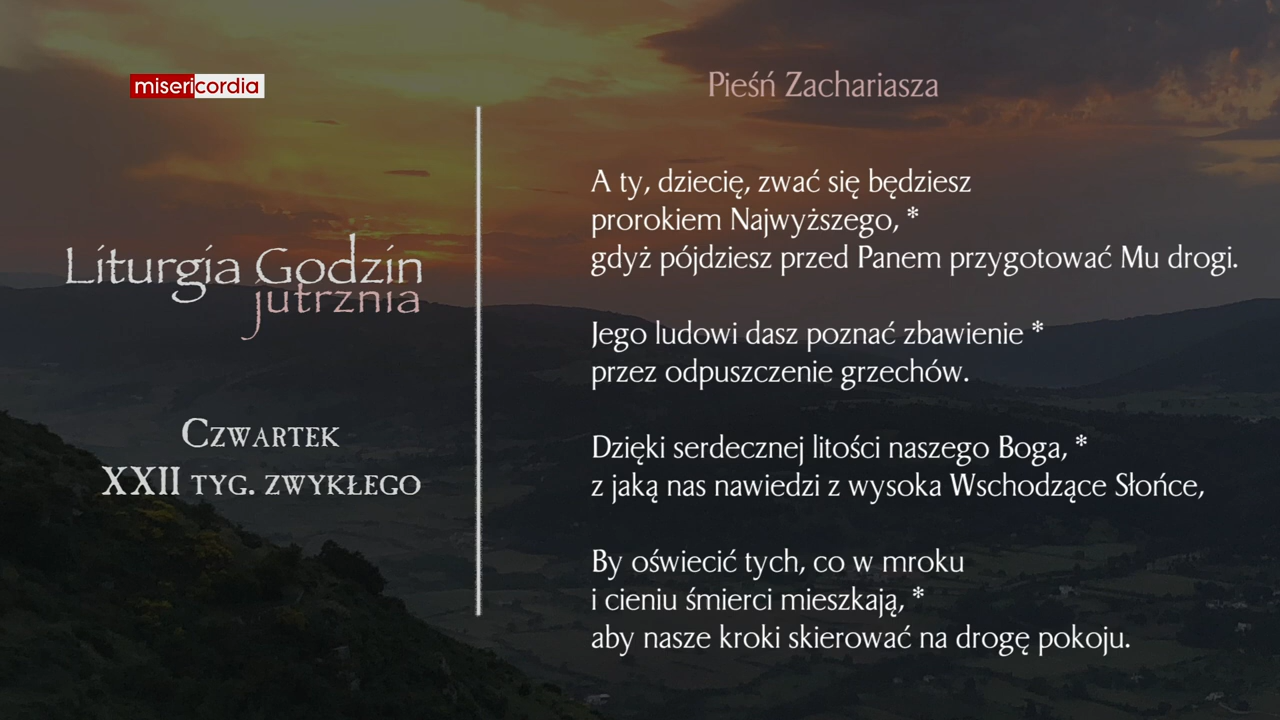 misericordia
Liturgia Godzin
jutrznia
Czwartek
XXII tyg. zwykłego
Pieśń Zachariasza
A ty, dziecię, zwać się będziesz
prorokiem Najwyższego, *
gdyż pójdziesz przed Panem przygotować Mu drogi.
Jego ludowi dasz poznać zbawienie *
przez odpuszczenie grzechów.
Dzięki serdecznej litości naszego Boga, *
z jaką nas nawiedzi z wysoka Wschodzące Słońce,
By oświecić tych, co w mroku
i cieniu śmierci mieszkają, *
aby nasze kroki skierować na drogę pokoju.